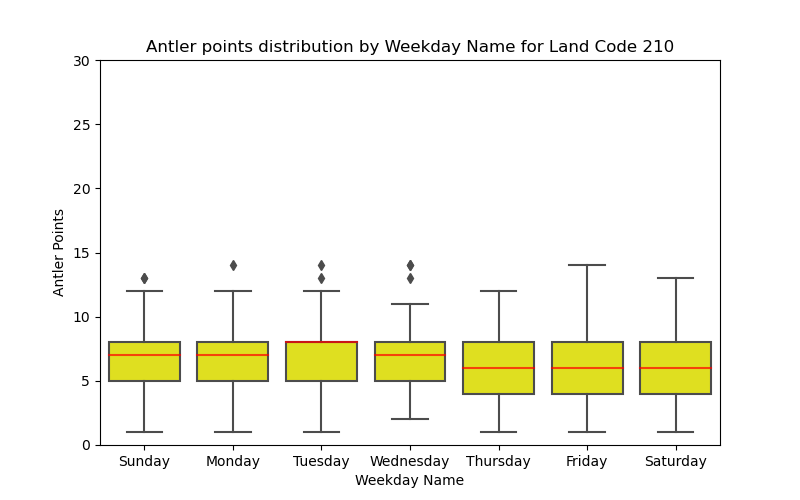 Antler points distribution by Weekday Name for Land Code 210
30
25
20
15
10
5
0
Antler Points
Sunday Monday Tuesday Wednesday Thursday Friday Saturday
Weekday Name